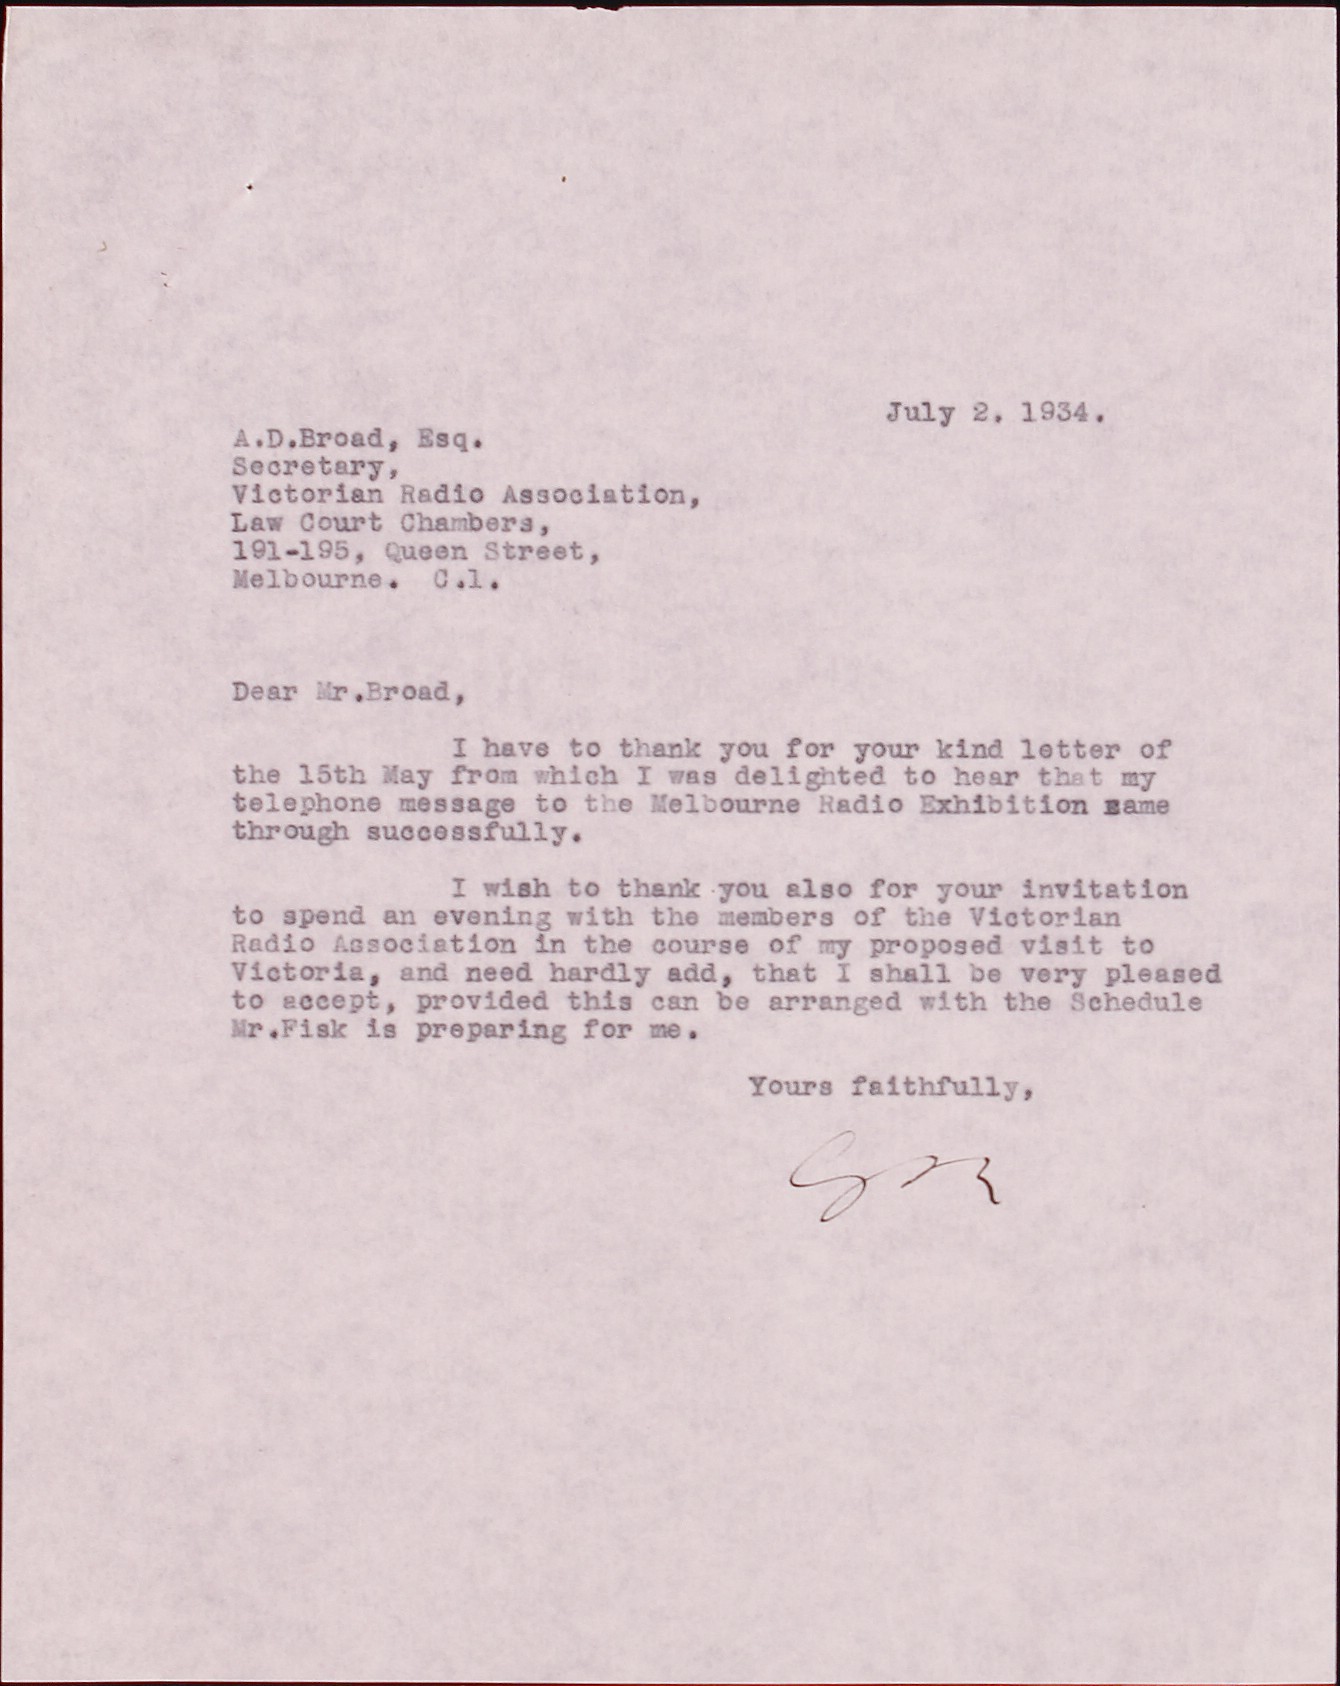 July 2. 1934.
A.D.Broad, Esq.
Secretary,
Victorian Radio Association,
Law Court Chambers,
191-195, Queen Street,
Melbourne. C.1.
Dear Mr.Broad,
I have to thank you for your kind letter of
the 15th May from which I was delighted to hear that my
telephone message to the Melbourne Radio Exhibition came
through successfully.
I wish to thank you also for your invitation
to spend an evening with the members of the Victorian
Radio Association in the course of my proposed visit to
Victoria, and need hardly add, that I shall be very pleased
to accept, provided this can be arranged with the Schedule
Mr.Fisk is preparing for me.
Yours faithfully,